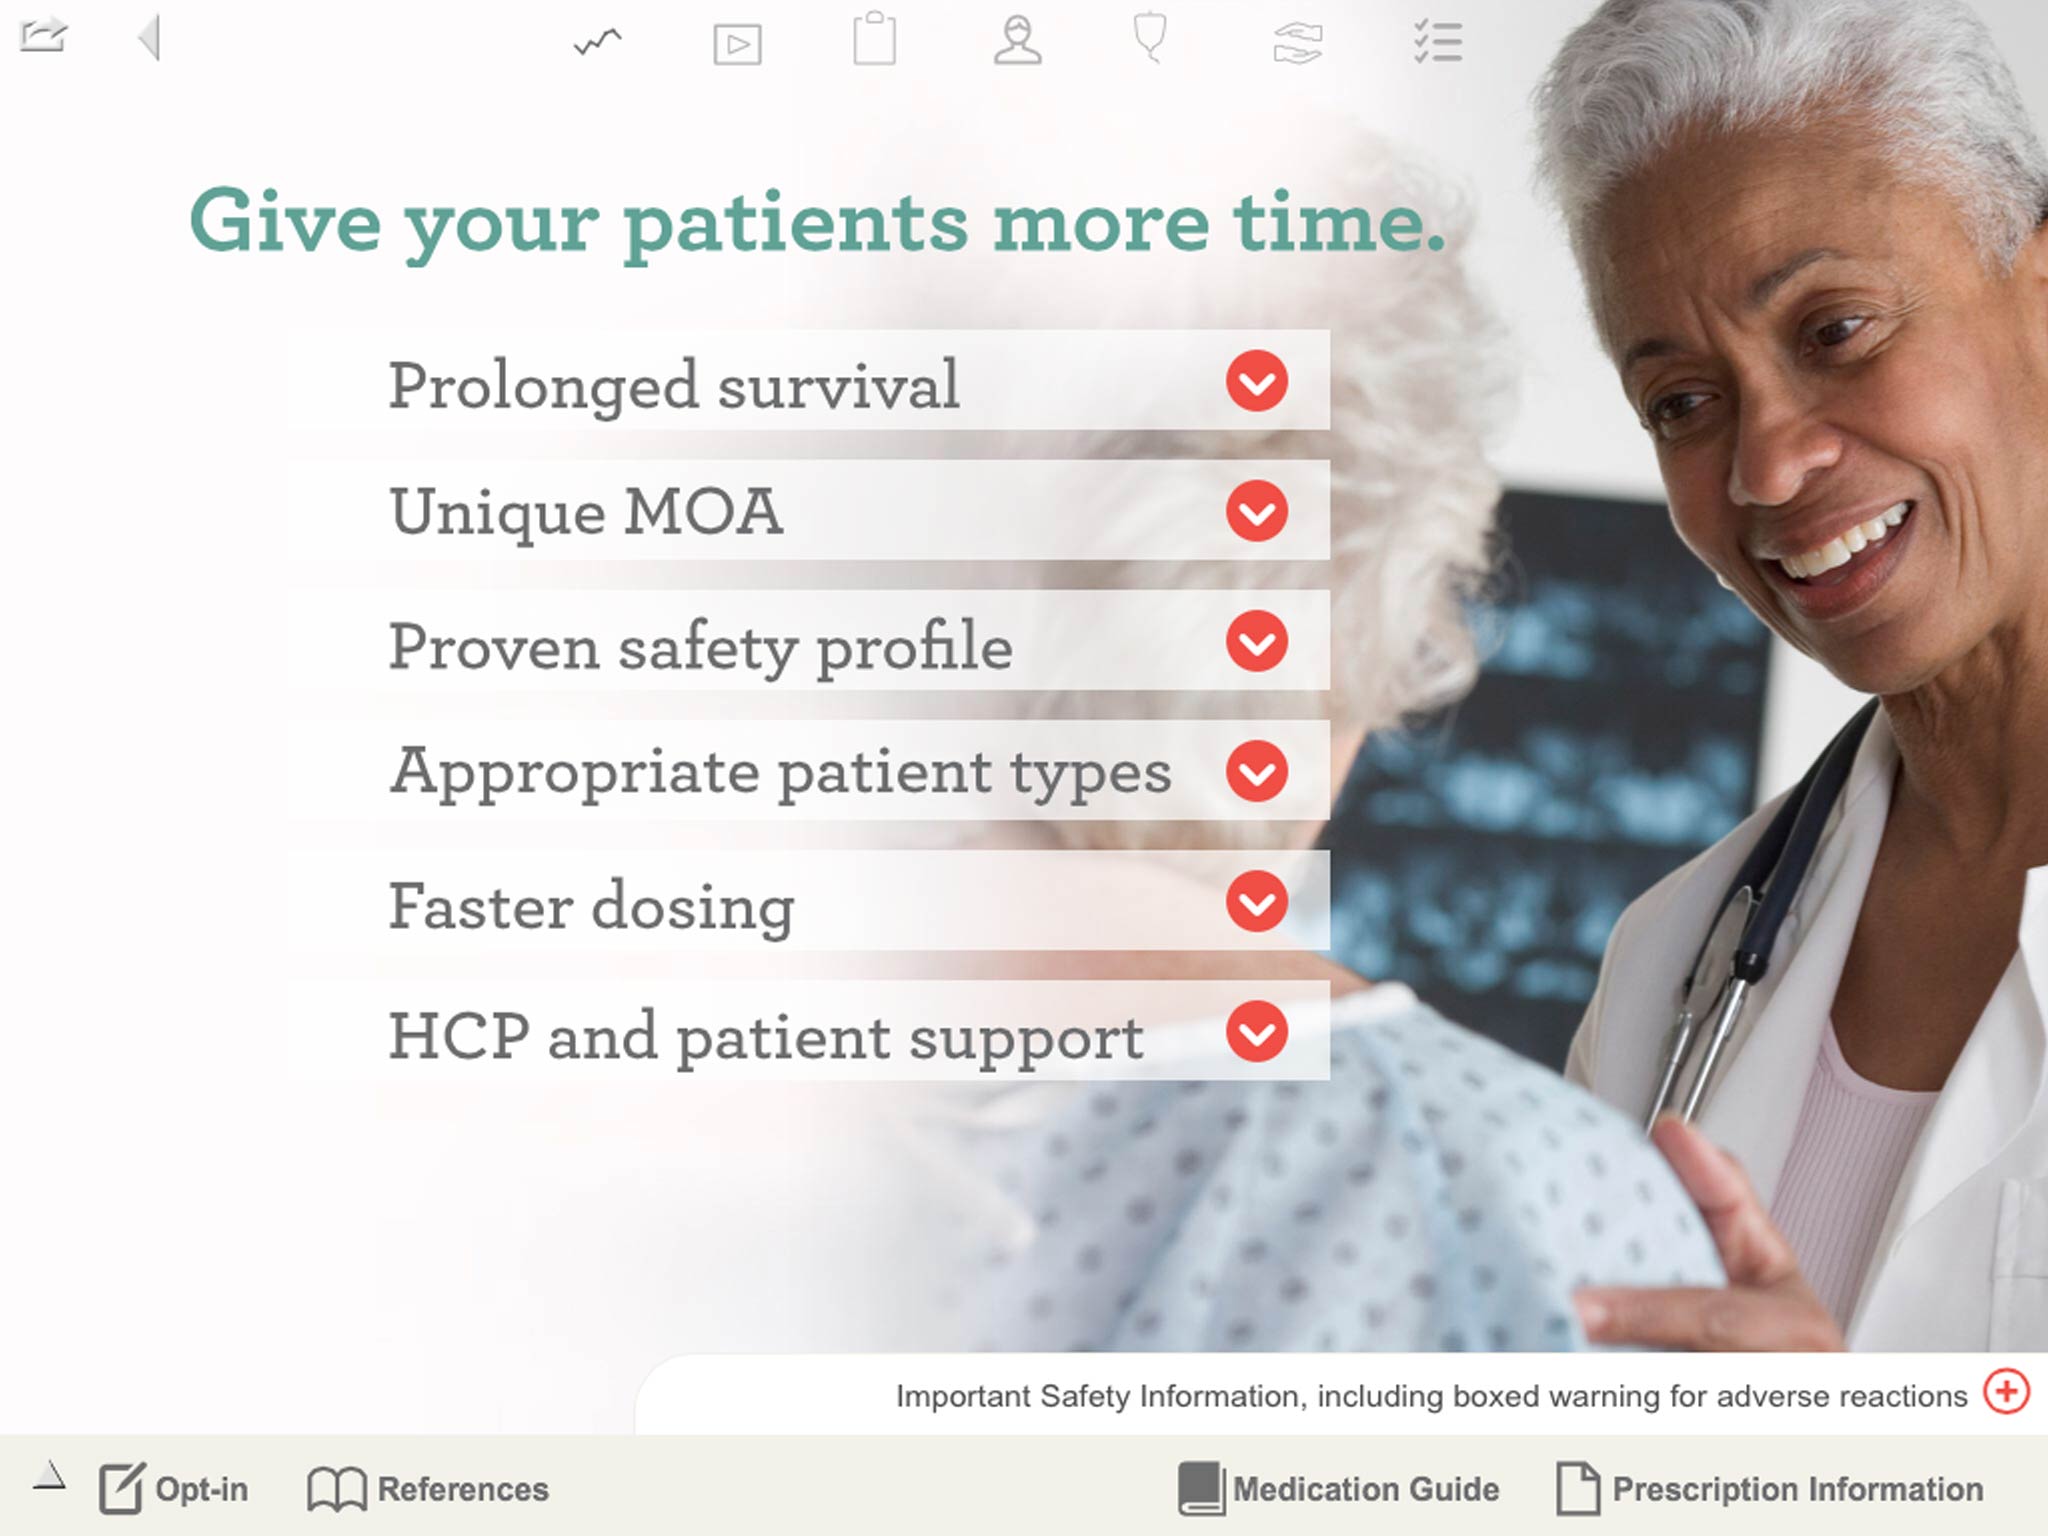 Give your patients more time.
Prolonged survival
Unique MOA
Proven safety profile
Appropriate patient types
Faster dosing
HCP and patient support
Important Safety Information, including boxed warning for adverse reactions
Opt-in
References
Medication Guide
Prescription Information